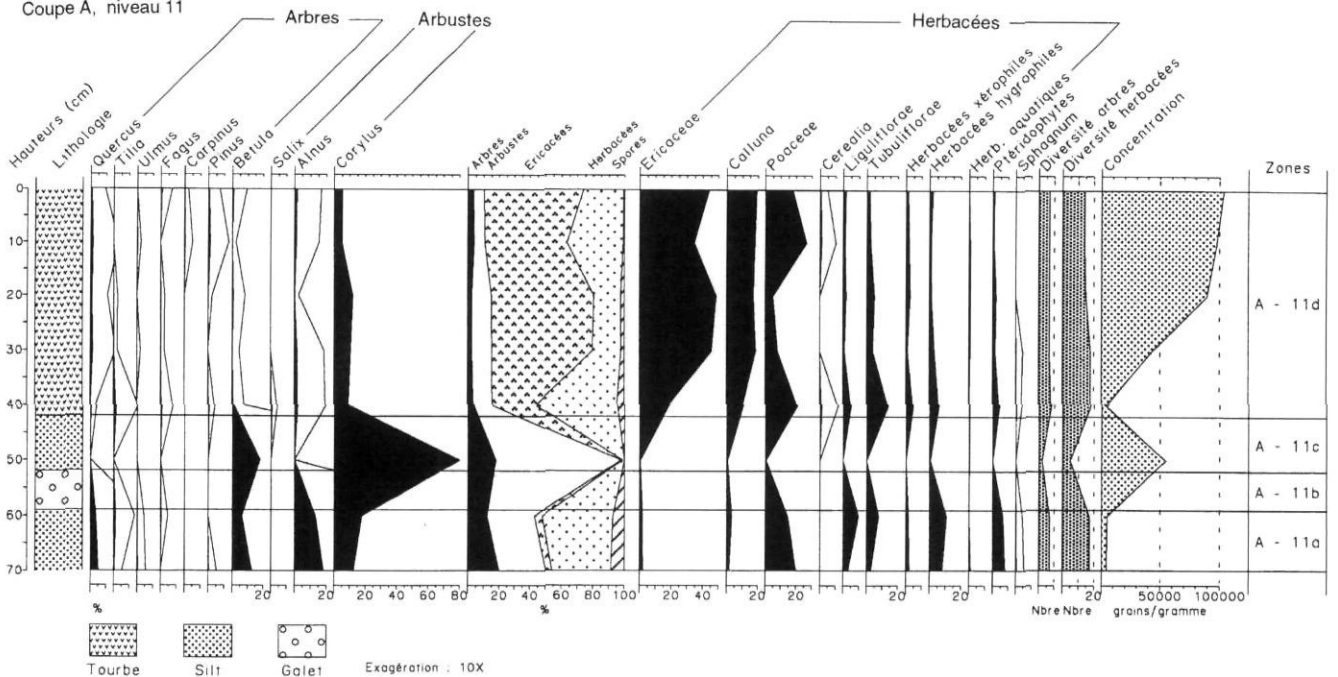 Coupe A, niveau 11
Arbres
Arbustes
Herbacées
Hauteurs (cm)
Lithologie
Quercus
Tilia
Ulmus
Fagus
Carpinus
Pinus
Betula
Salix
Alnus
Corylus
Arbres
Arbustes
Ericacées
Herbacées
Spores
Ericaceae
Calluna
Poaceae
Cerealia
Liguliflorae
Tubuliflorae
Herbacées xérophiles
Herbacées hygrophiles
Herb. aquatiques
Ptéridophytes
Sphagnum
Diversité arbres
Diversité herbacées
Concentration
Zones
0
10
20
30
40
50
60
70
A - 11d
A - 11c
A - 11b
A - 11a
% 20 20 20 40 60 80 20 40 60 80 100 20 40 20 20 20 20 20 50000 100000
% Nbre Nbre grains/gramme
Tourbe Silt Galet Exagération : 10X